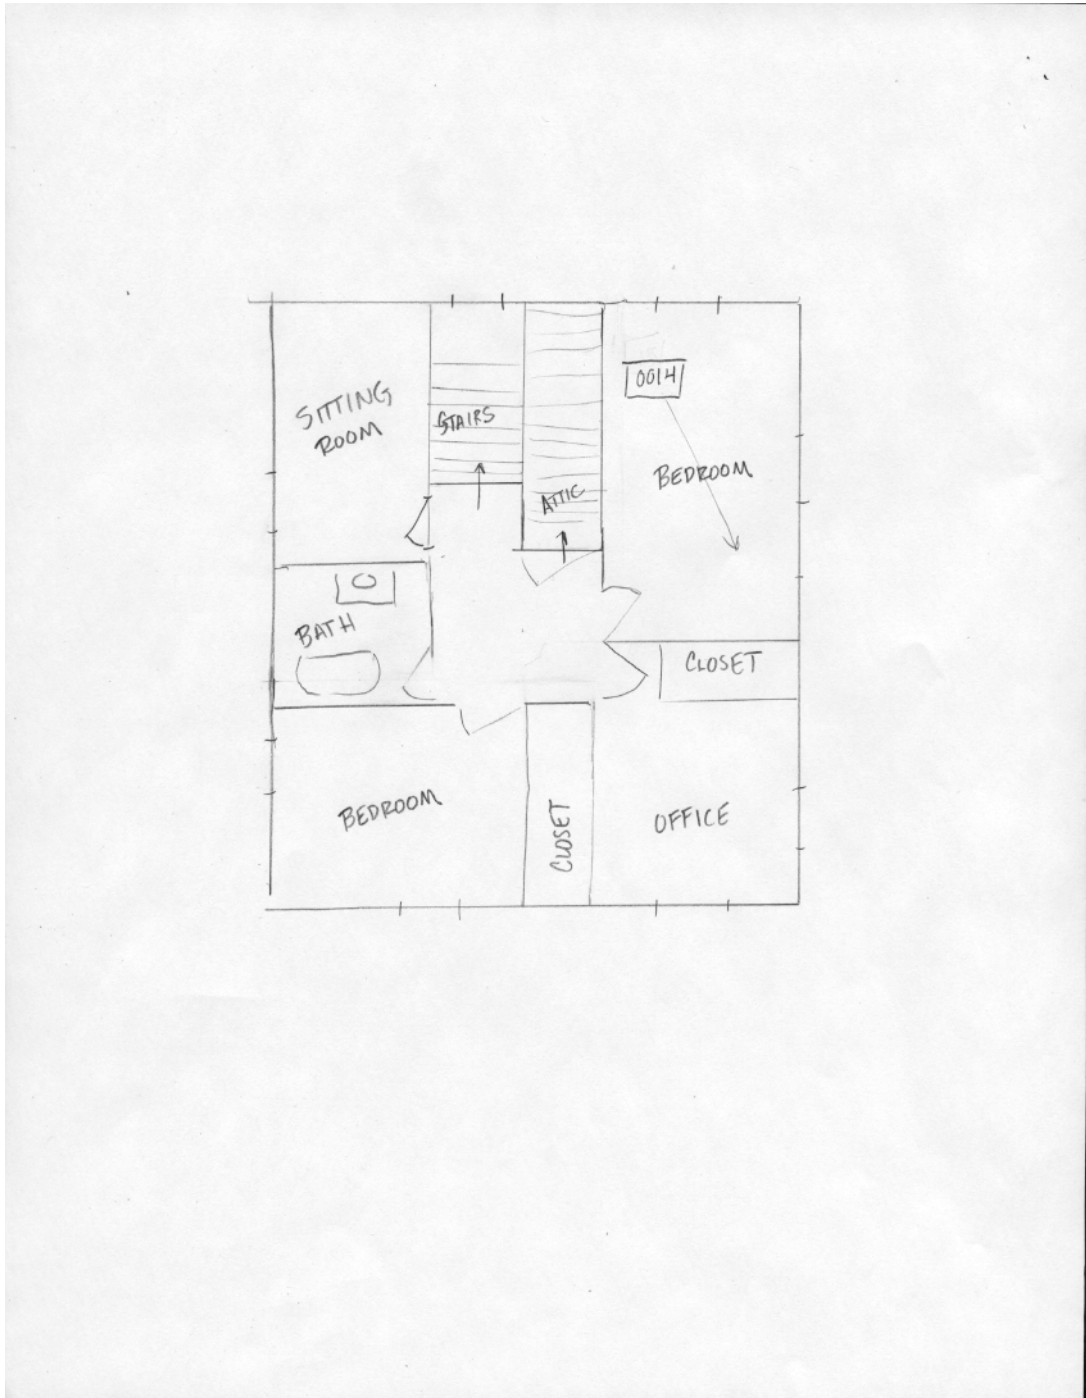 SITTING
ROOM
STAIRS
ATTIC
0014
BEDROOM
BATH
CLOSET
BEDROOM
CLOSET
OFFICE